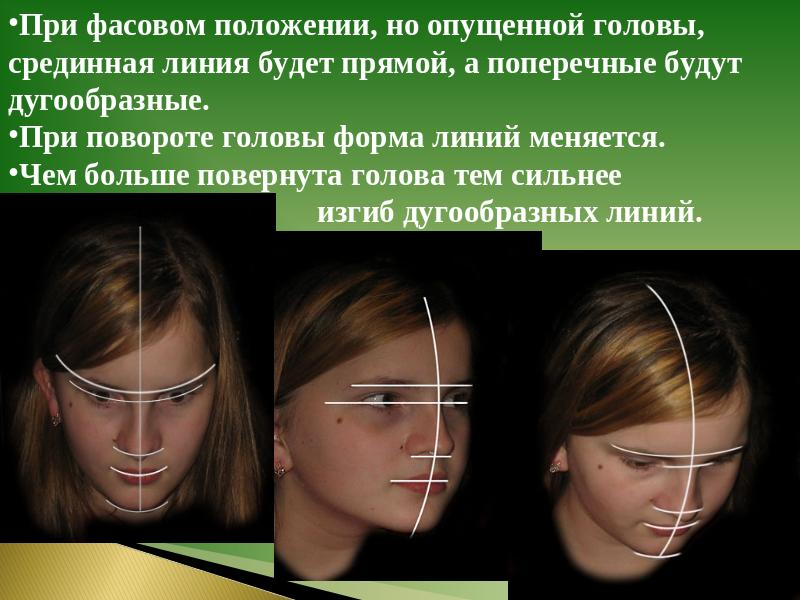 •При фасовом положении, но опущенной головы,
срединная линия будет прямой, а поперечные будут
дугообразные.
•При повороте головы форма линий меняется.
•Чем больше повернута голова тем сильнее
изгиб дугообразных линий.